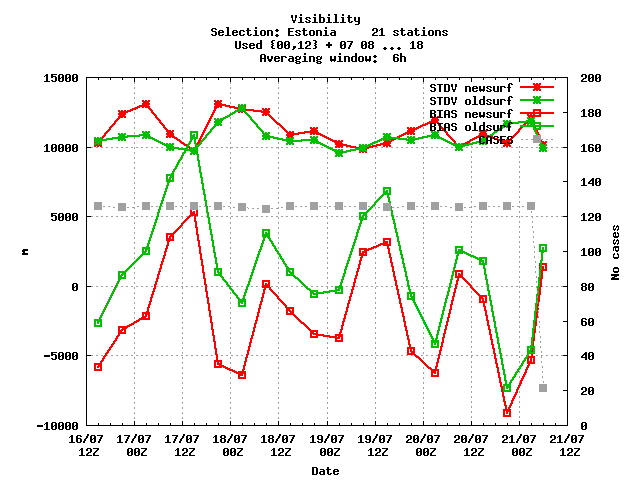 Visibility
Selection: Estonia     21 stations
Used {00,12} + 07 08 ... 18
Averaging window:  6h
STDV newsurf
STDV oldsurf
BIAS newsurf
BIAS oldsurf
CASES
15000
10000
5000
0
-5000
-10000
m
200
180
160
140
120
100
80
60
40
20
0
No cases
16/07 17/07 17/07 18/07 18/07 19/07 19/07 20/07 20/07 21/07 21/07
12Z 00Z 12Z 00Z 12Z 00Z 12Z 00Z 12Z 00Z 12Z
Date